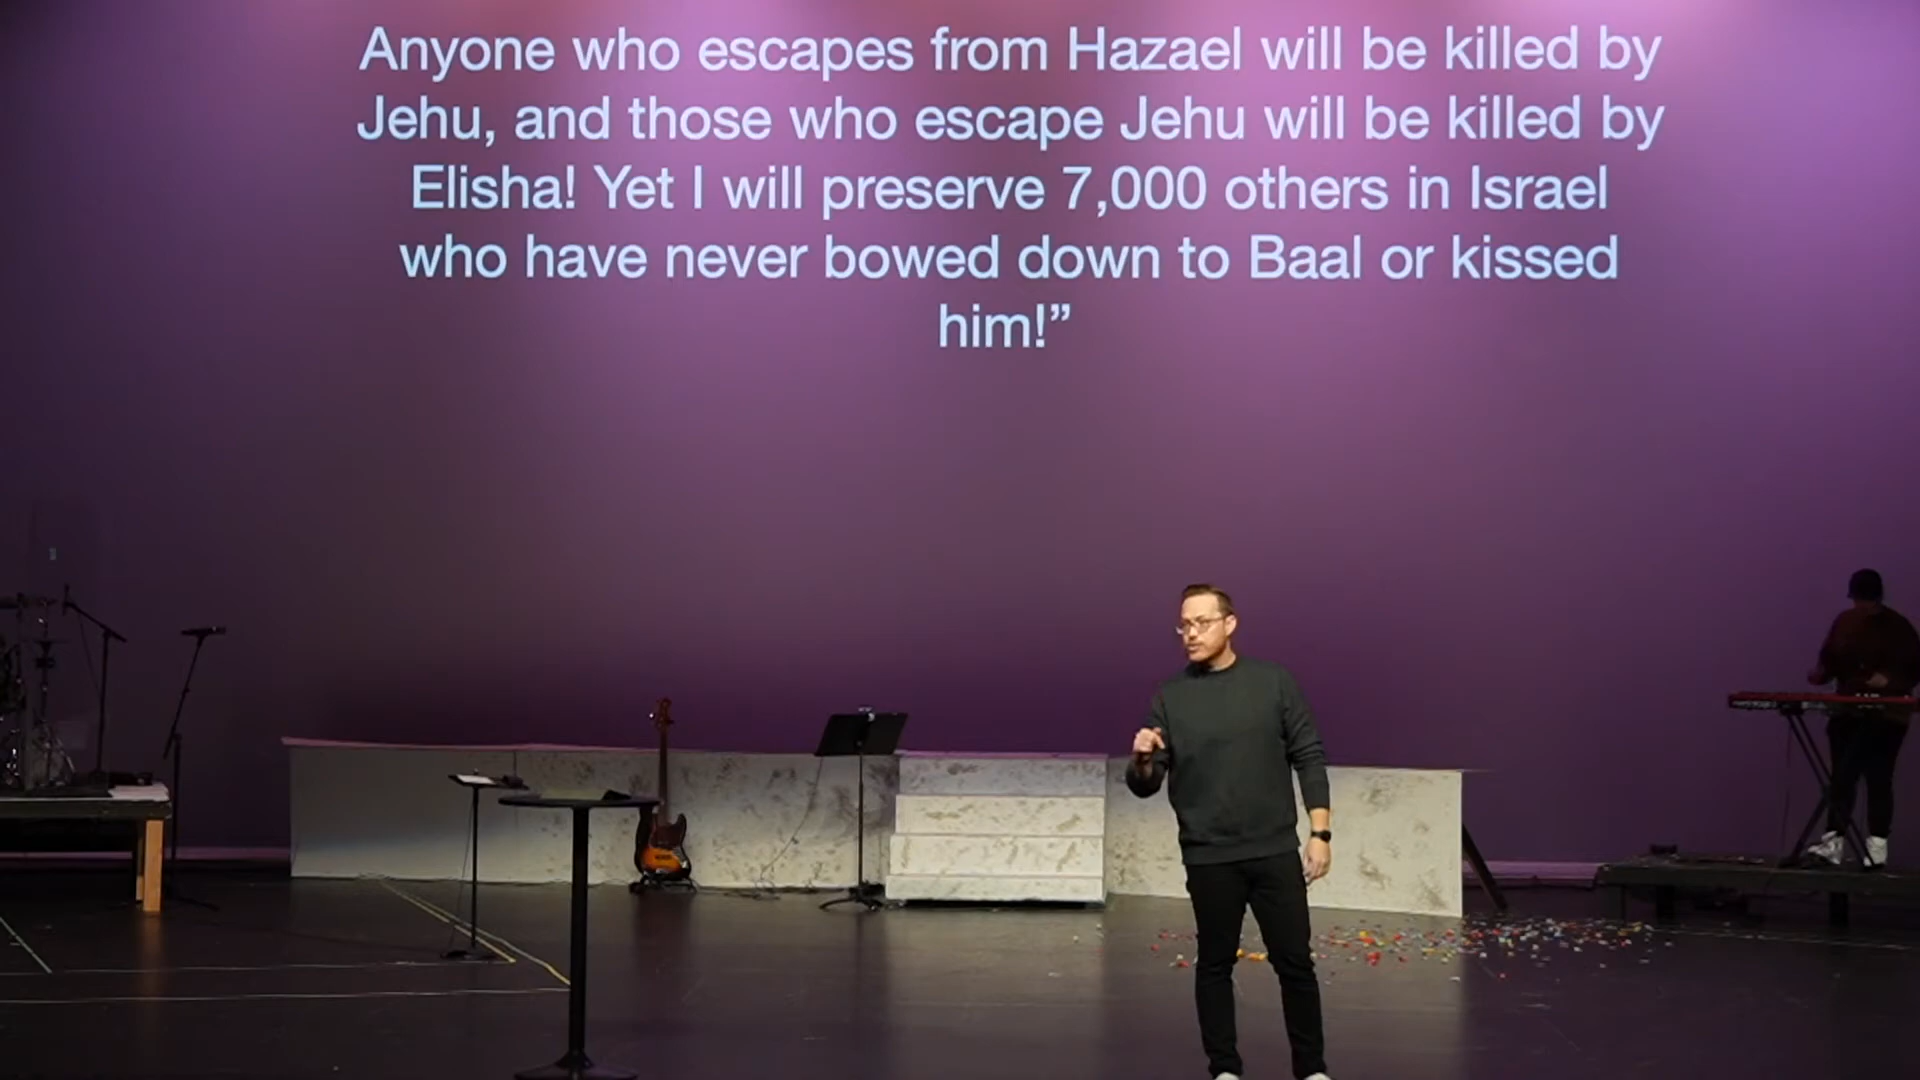 Anyone who escapes from Hazael will be killed by
Jehu, and those who escape Jehu will be killed by
Elisha! Yet I will preserve 7,000 others in Israel
who have never bowed down to Baal or kissed
him!”